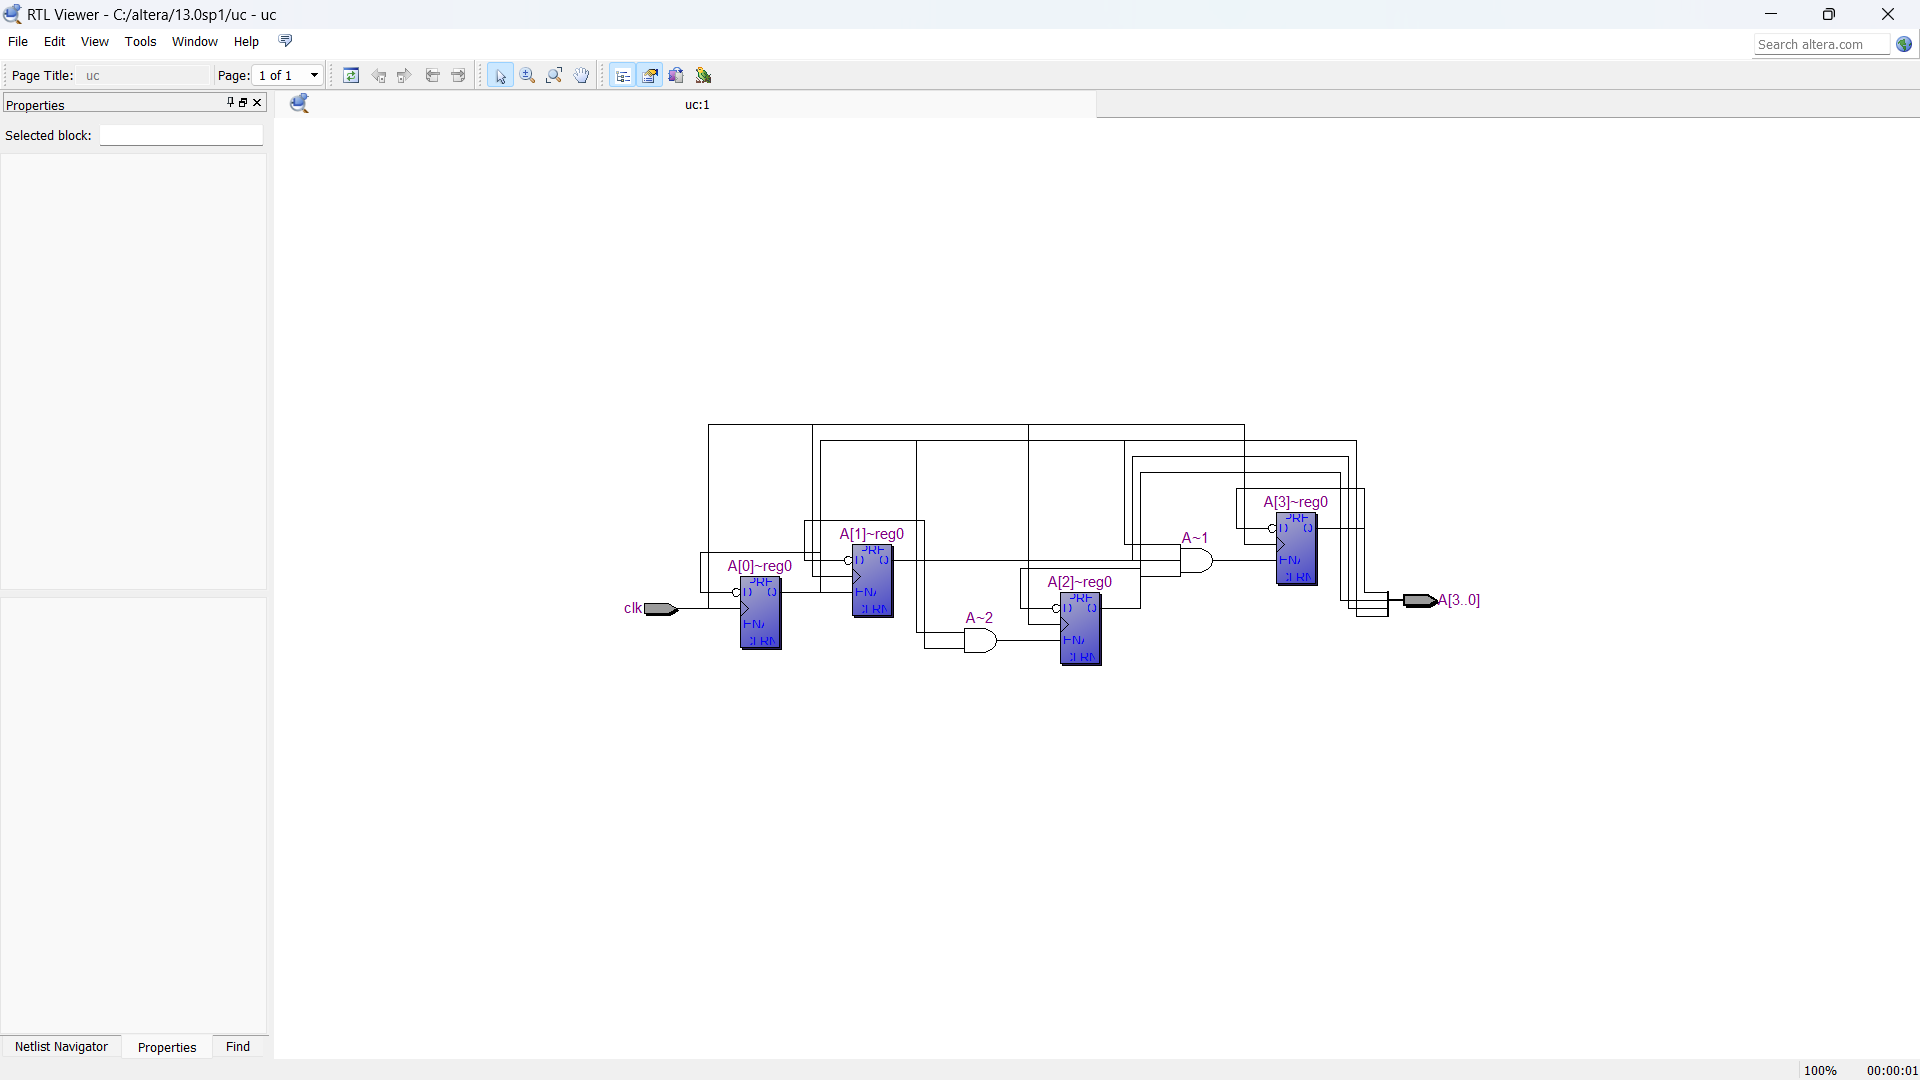 RTL Viewer - C:/altera/13.0sp1/uc - uc
File Edit View Tools Window Help
Search altera.com
Page Title: uc Page: 1 of 1
Properties
uc:1
Selected block:
A[3]~reg0
A[1]~reg0
A~1
A[0]~reg0
A[2]~reg0
clk
A[3..0]
A~2
Netlist Navigator Properties Find
100% 00:00:01